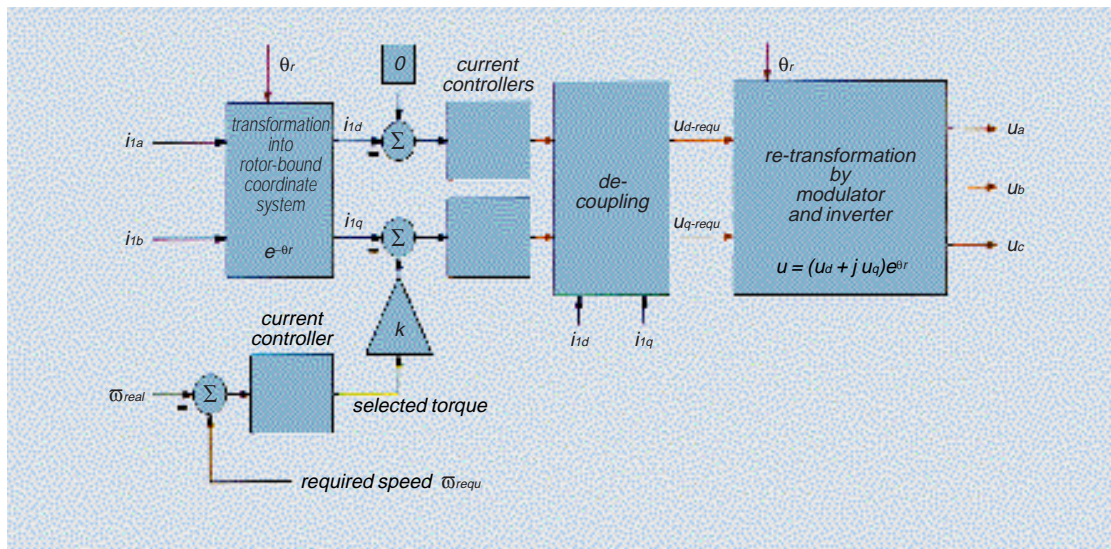 θr
0
current
controllers
θr
transformation
into
rotor-bound
coordinate
system
e–θr
i1a
i1b
i1d
i1q
Σ
Σ
de-
coupling
ud-requ
uq-requ
re-transformation
by
modulator
and inverter
u = (ud + j uq)eθr
ua
ub
uc
i1d
i1q
k
current
controller
ϖreal
Σ
selected torque
required speed ϖrequ